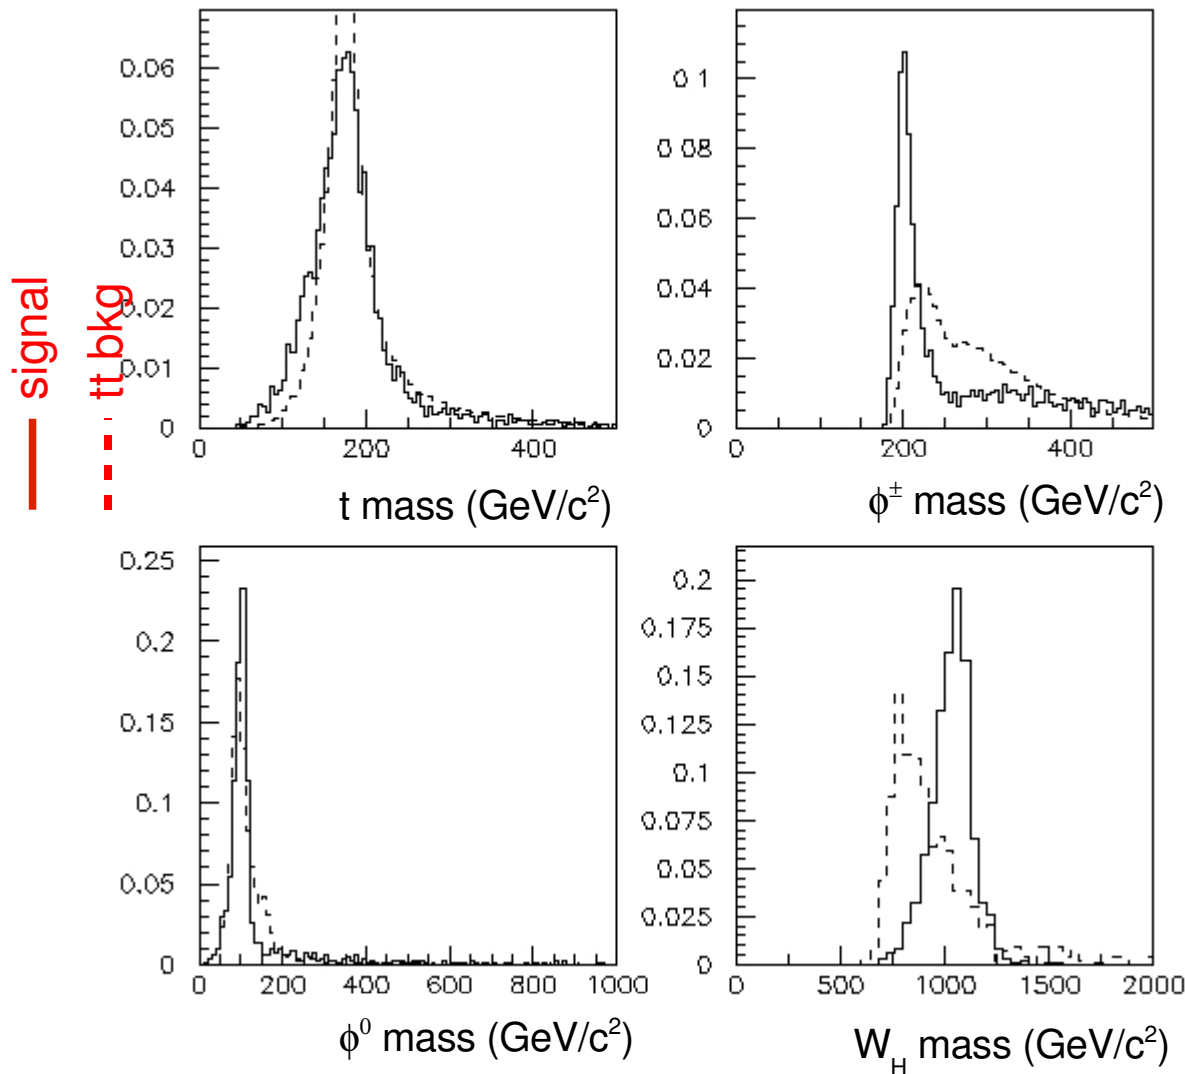 signal
tt bkg
0.06
0.05
0.04
0.03
0.02
0.01
0
0 200 400
t mass (GeV/c²)
0 1
0 08
0.06
0.04
0.02
0
0 200 400
ϕ± mass (GeV/c²)
0.25
0.2
0.15
0.1
0.05
0
0 200 400 600 800 1000
ϕ⁰ mass (GeV/c²)
0.2
0.175
0.15
0.125
0.1
0.075
0.05
0.025
0
0 500 1000 1500 2000
W_H mass (GeV/c²)